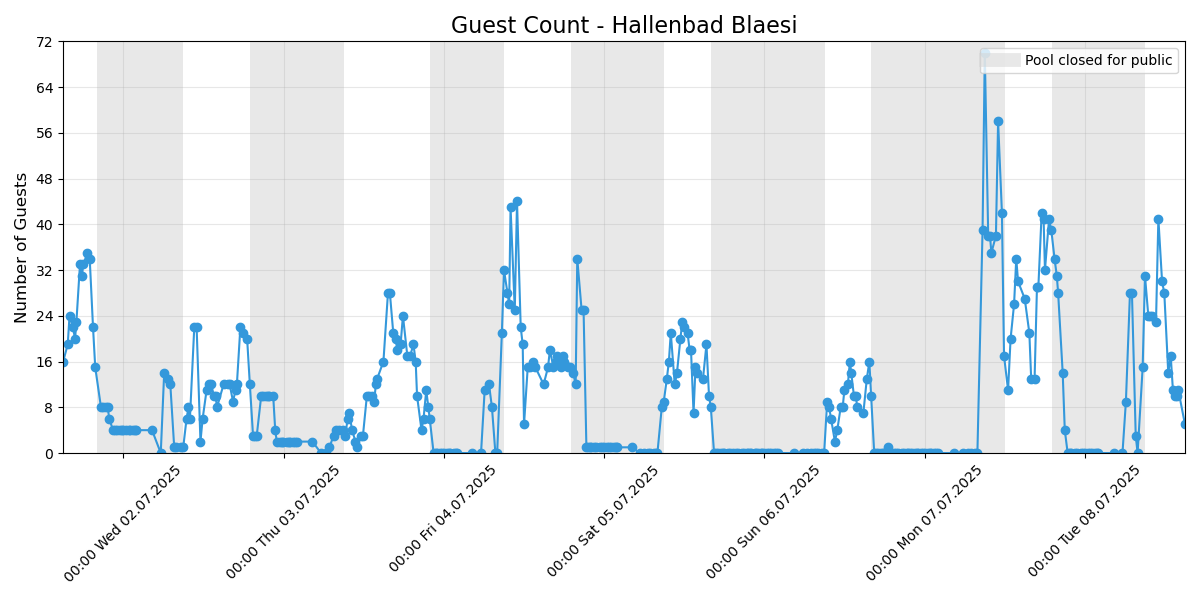 Guest Count - Hallenbad Blaesi
Pool closed for public
Number of Guests
72
64
56
48
40
32
24
16
8
0
00:00 Wed 02.07.2025
00:00 Thu 03.07.2025
00:00 Fri 04.07.2025
00:00 Sat 05.07.2025
00:00 Sun 06.07.2025
00:00 Mon 07.07.2025
00:00 Tue 08.07.2025